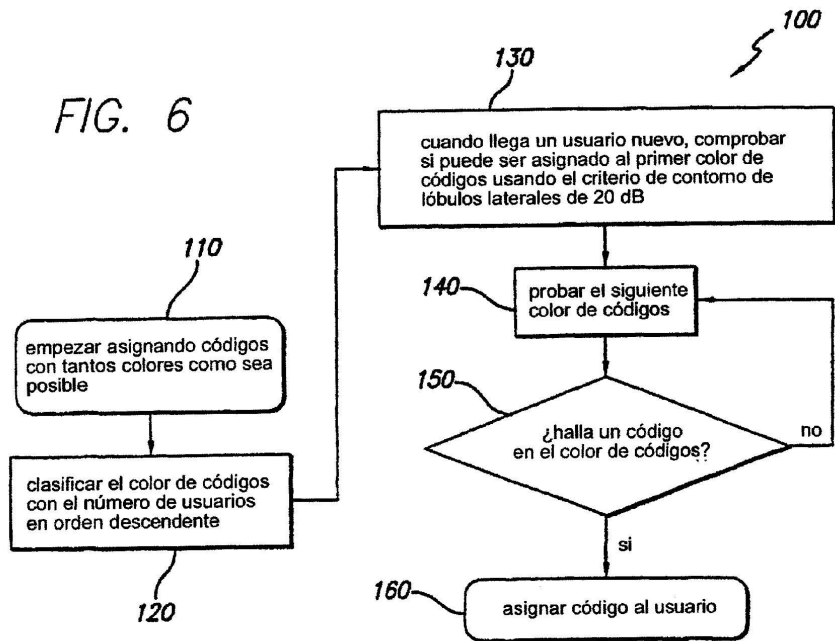 FIG. 6
100
110
empezar asignando códigos
con tantos colores como sea
posible
clasificar el color de códigos
con el número de usuarios
en orden descendente
120
130
cuando llega un usuario nuevo, comprobar
si puede ser asignado al primer color de
códigos usando el criterio de contorno de
lóbulos laterales de 20 dB
140
probar el siguiente
color de códigos
150
¿halla un código
en el color de códigos?
no
si
160
asignar código al usuario